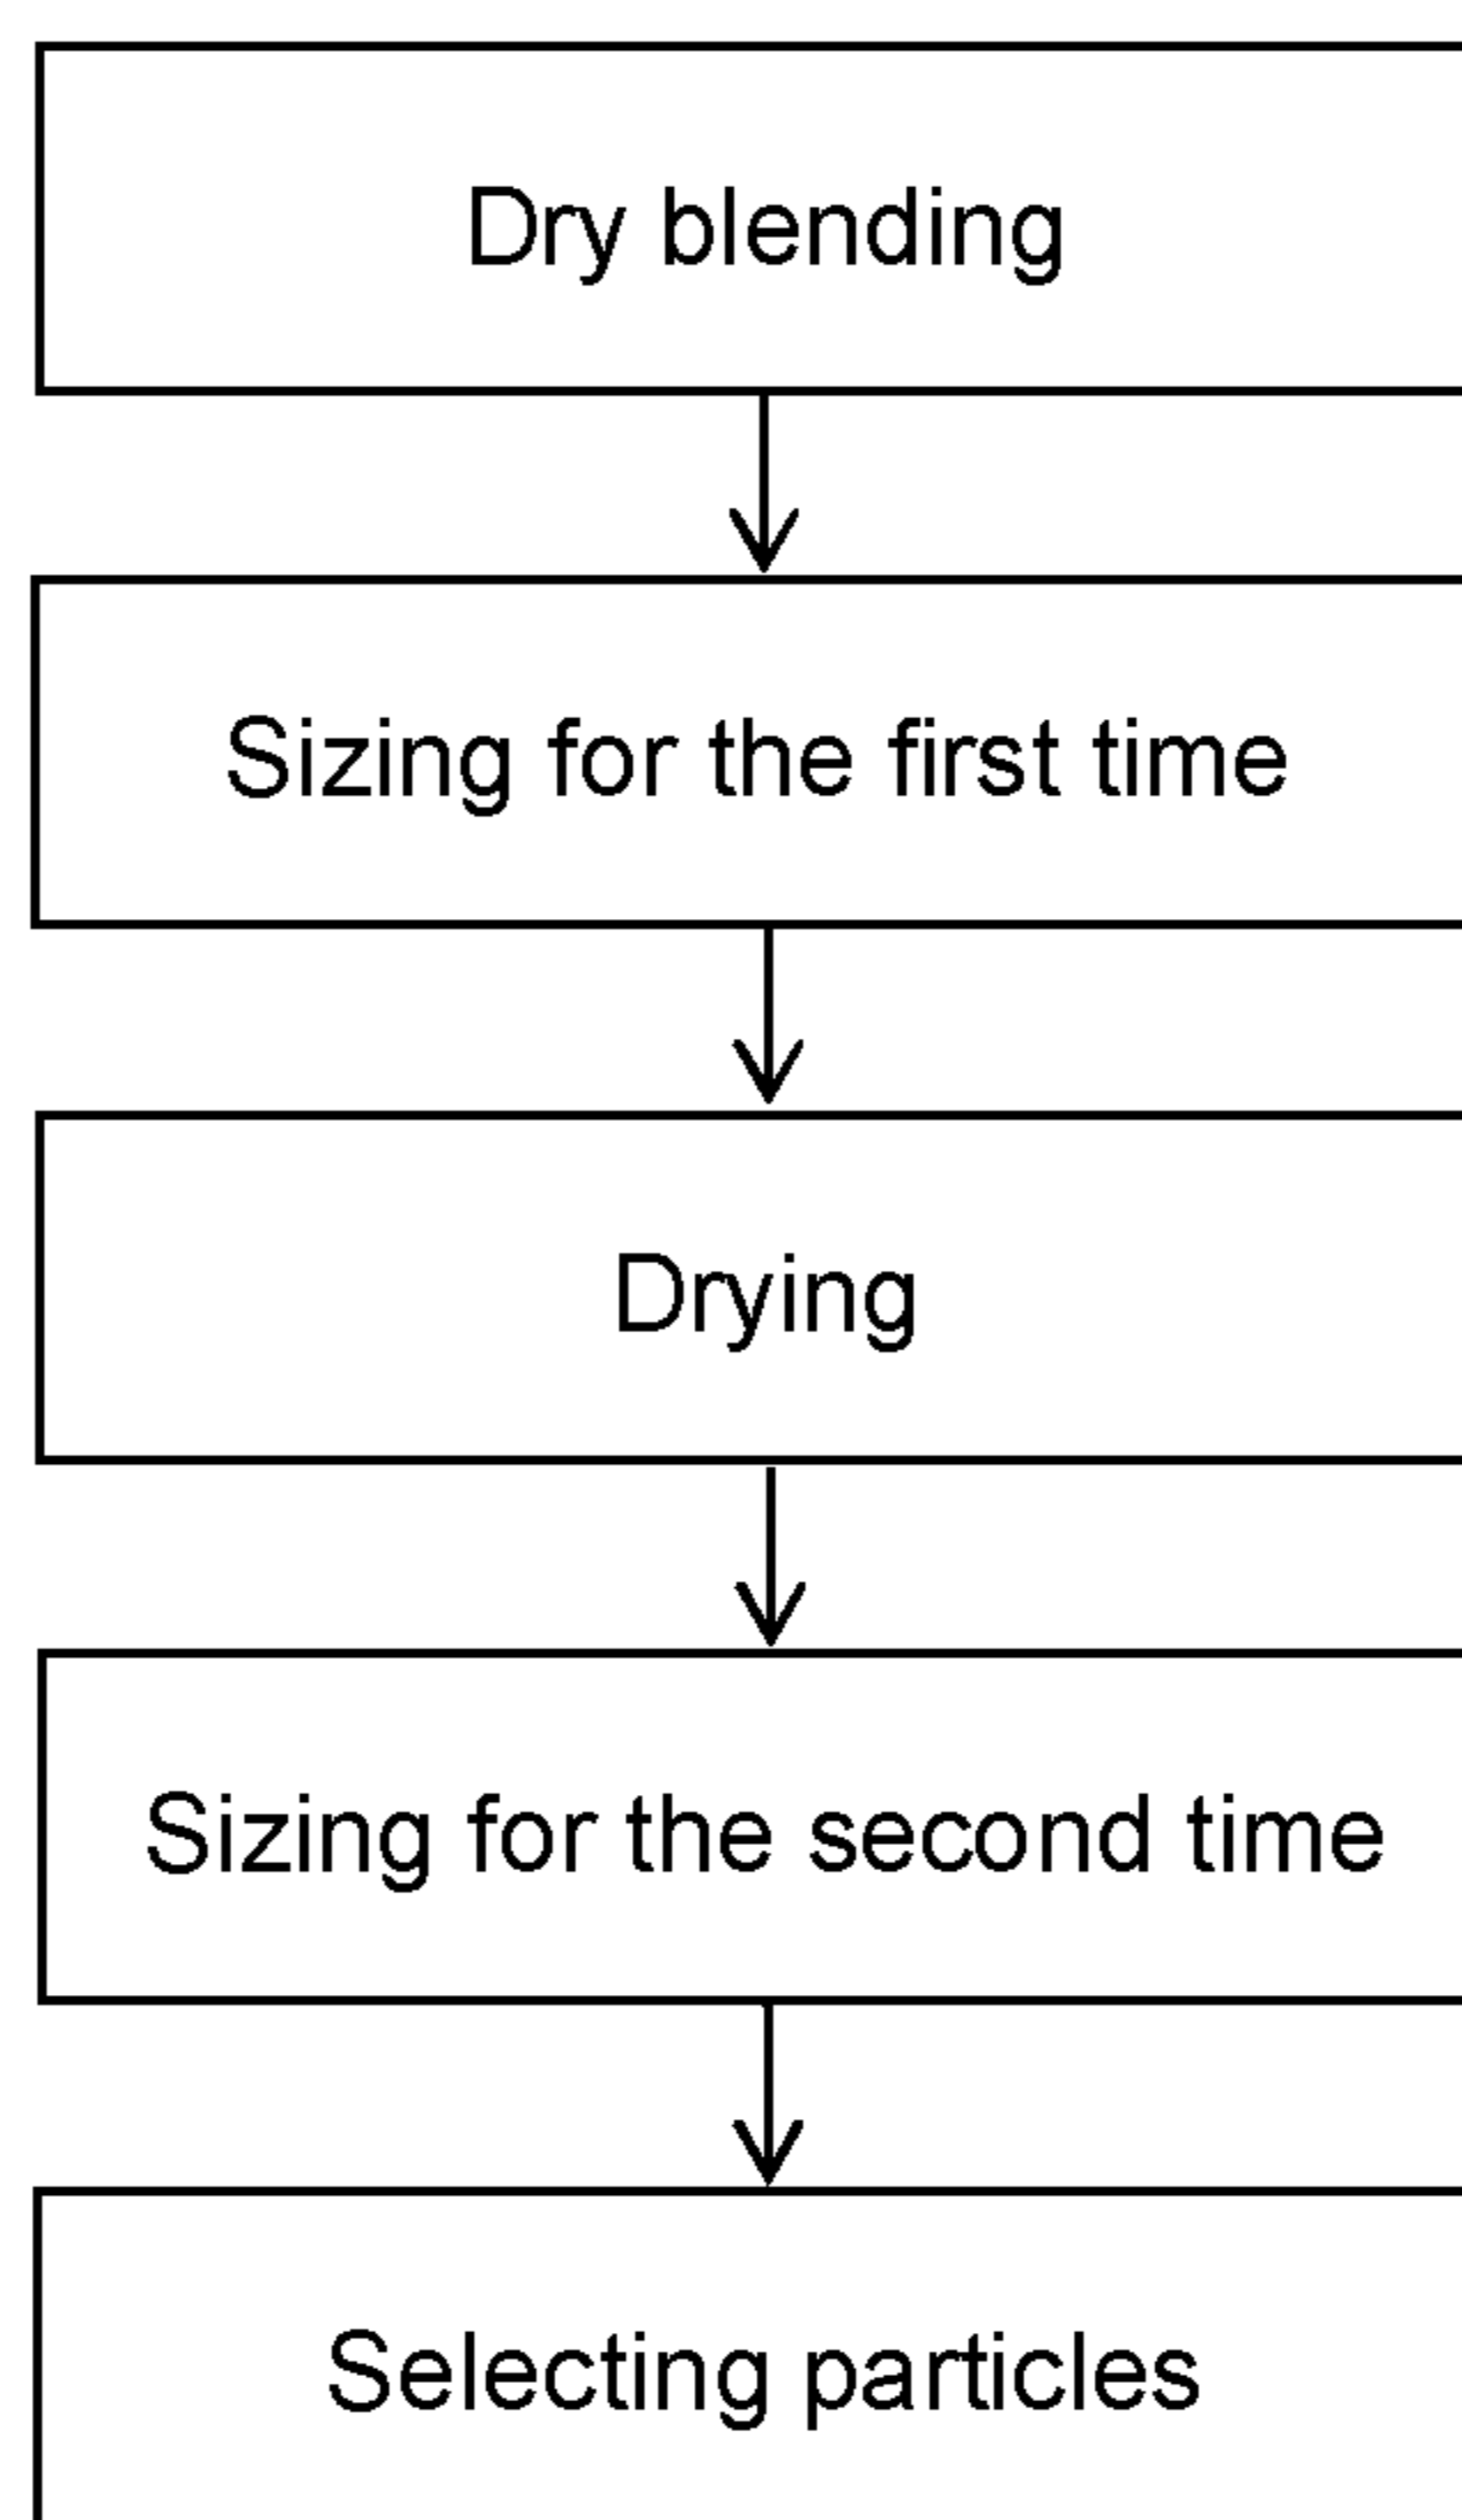 Dry blending
Sizing for the first time
Drying
Sizing for the second time
Selecting particles